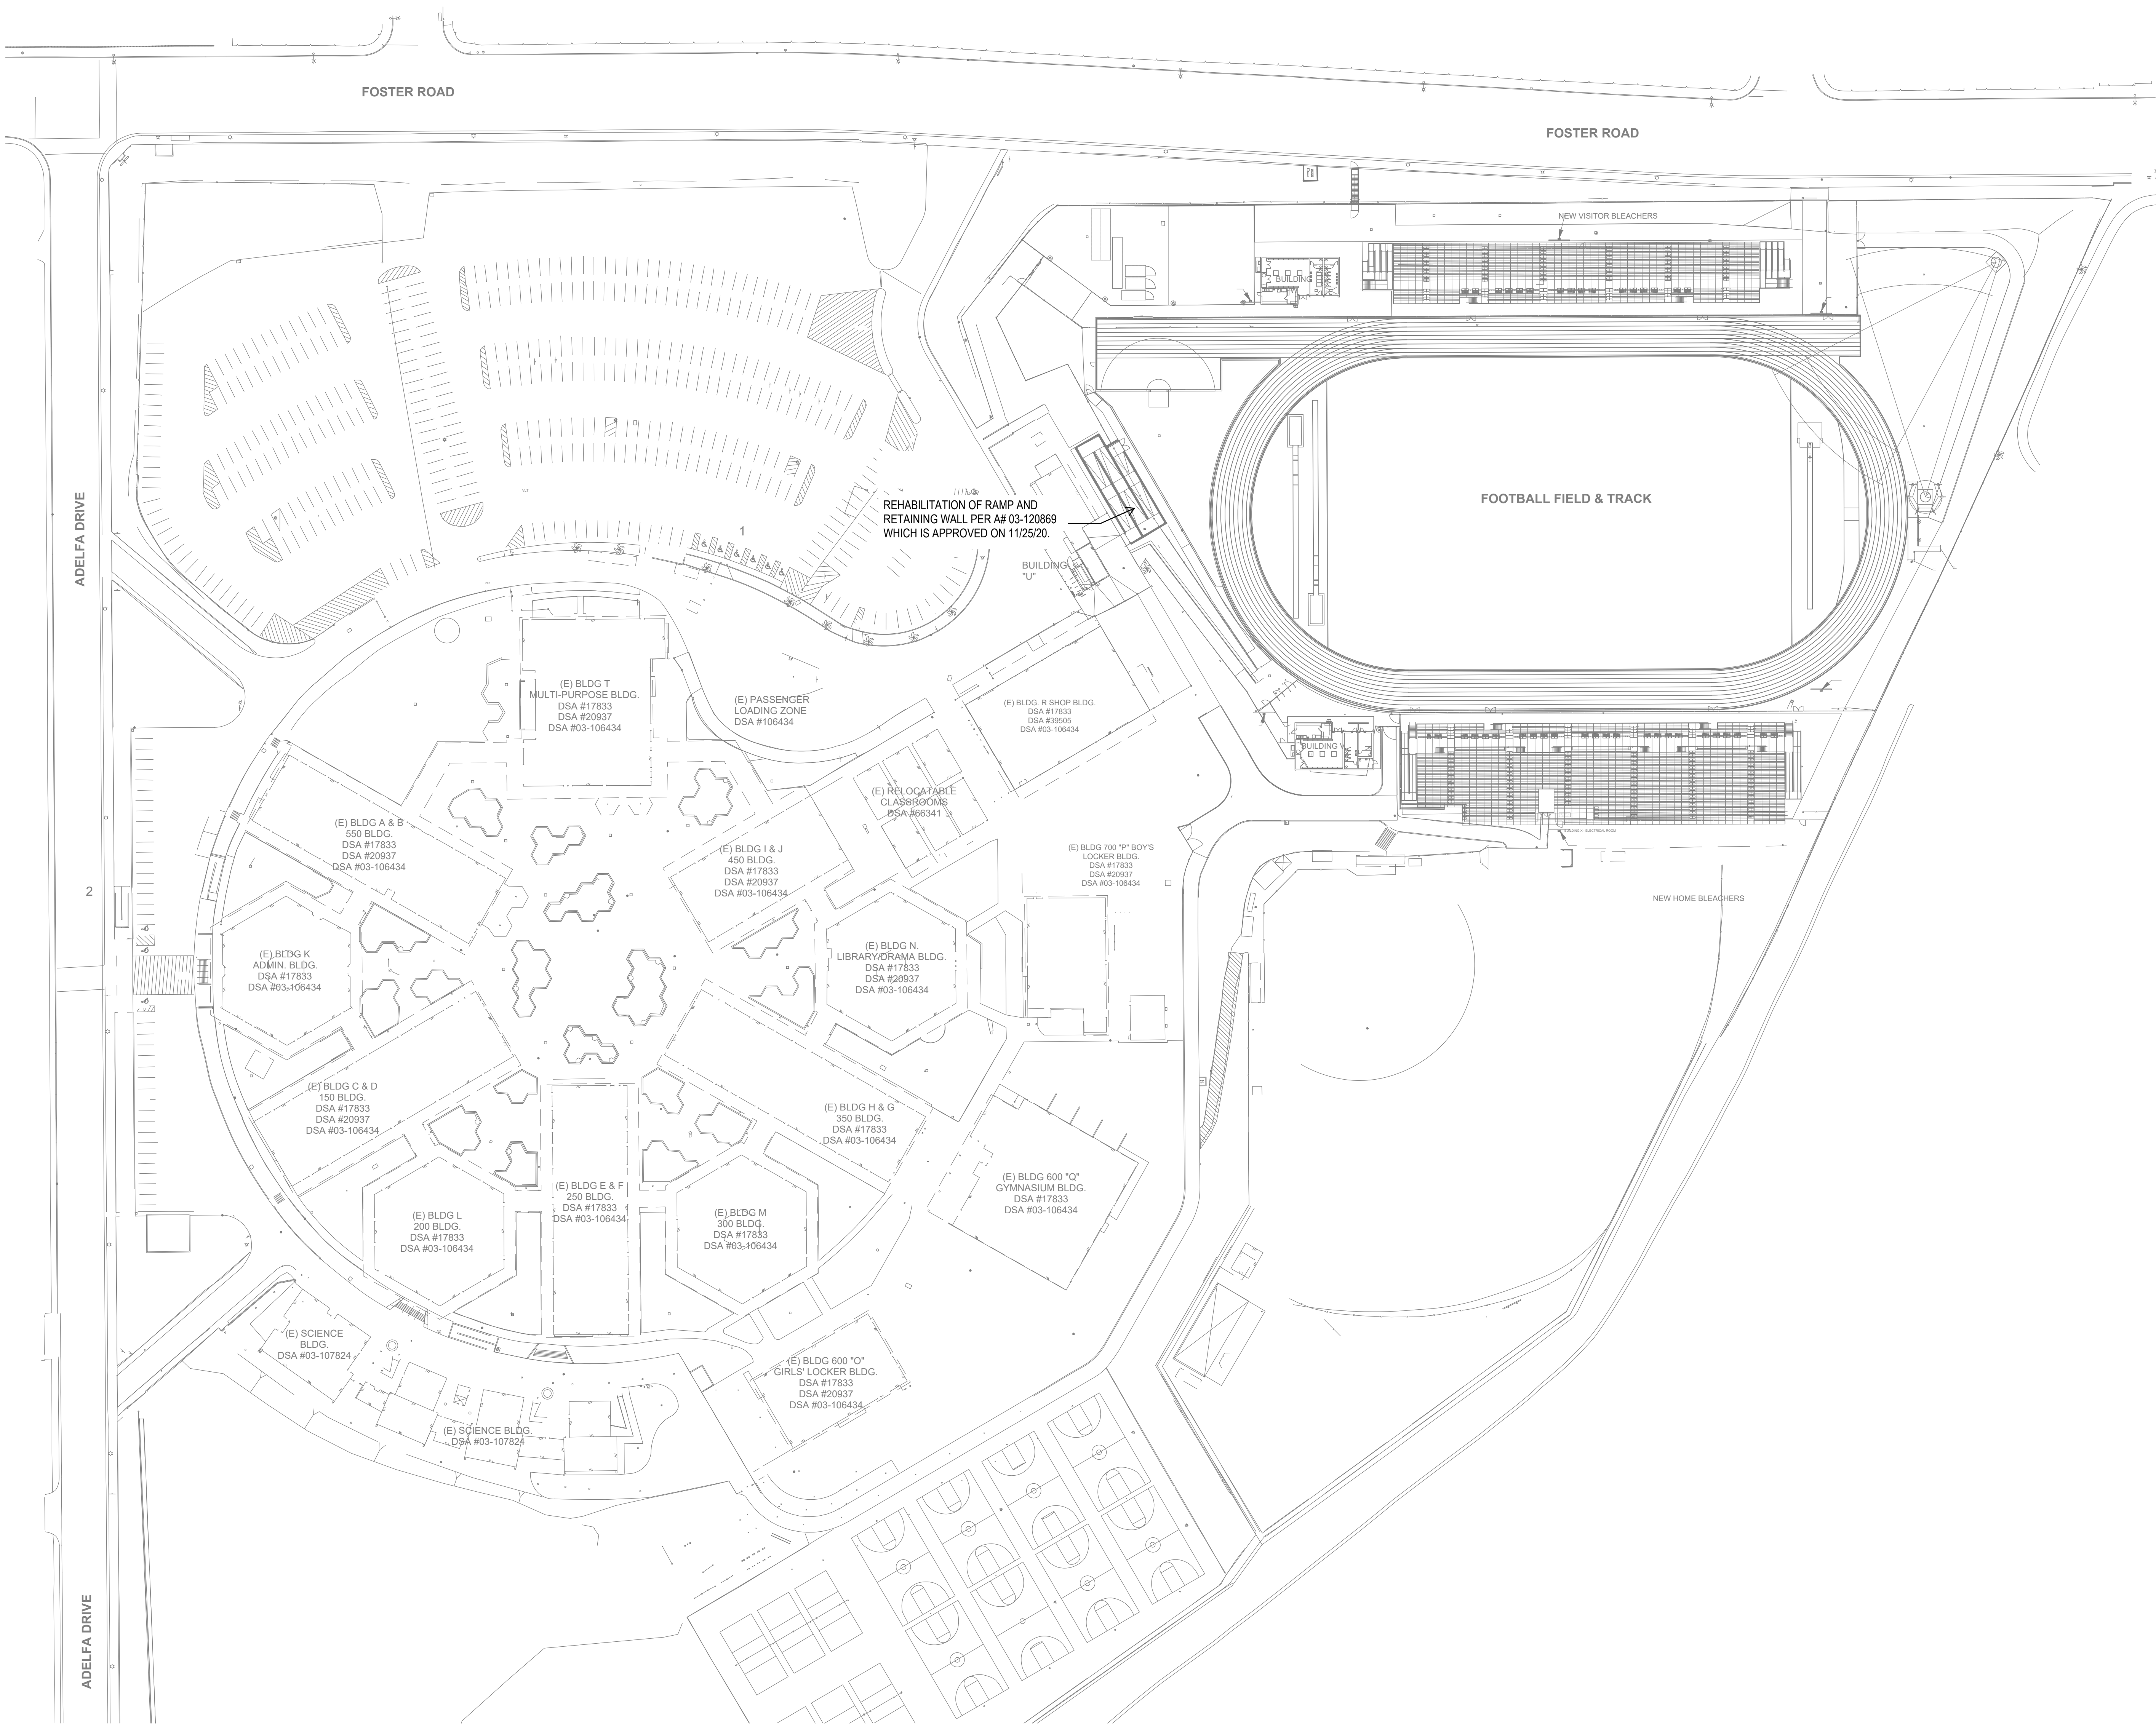 FOSTER ROAD
FOSTER ROAD
NEW VISITOR BLEACHERS
BUILDING
ADELFA DRIVE
FOOTBALL FIELD & TRACK
REHABILITATION OF RAMP AND
RETAINING WALL PER A# 03-120869
WHICH IS APPROVED ON 11/25/20.
1
BUILDING
"U"
(E) BLDG T
MULTI-PURPOSE BLDG.
DSA #17833
DSA #20937
DSA #03-106434
(E) PASSENGER
LOADING ZONE
DSA #106434
(E) BLDG. R SHOP BLDG.
DSA #17833
DSA #39505
DSA #03-106434
BUILDING V
(E) RELOCATABLE
CLASSROOMS
DSA #66341
(E) BLDG A & B
550 BLDG.
DSA #17833
DSA #20937
DSA #03-106434
(E) BLDG I & J
450 BLDG.
DSA #17833
DSA #20937
DSA #03-106434
(E) BLDG 700 "P" BOY'S
LOCKER BLDG.
DSA #17833
DSA #20937
DSA #03-106434
2
NEW HOME BLEACHERS
(E) BLDG K
ADMIN. BLDG.
DSA #17833
DSA #03-106434
(E) BLDG N.
LIBRARY/DRAMA BLDG.
DSA #17833
DSA #20937
DSA #03-106434
(E) BLDG C & D
150 BLDG.
DSA #17833
DSA #20937
DSA #03-106434
(E) BLDG H & G
350 BLDG.
DSA #17833
DSA #03-106434
(E) BLDG E & F
250 BLDG.
DSA #17833
DSA #03-106434
(E) BLDG 600 "Q"
GYMNASIUM BLDG.
DSA #17833
DSA #03-106434
(E) BLDG L
200 BLDG.
DSA #17833
DSA #03-106434
(E) BLDG M
300 BLDG.
DSA #17833
DSA #03-106434
(E) SCIENCE
BLDG.
DSA #03-107824
(E) BLDG 600 "O"
GIRLS' LOCKER BLDG.
DSA #17833
DSA #20937
DSA #03-106434
(E) SCIENCE BLDG.
DSA #03-107824
ADELFA DRIVE